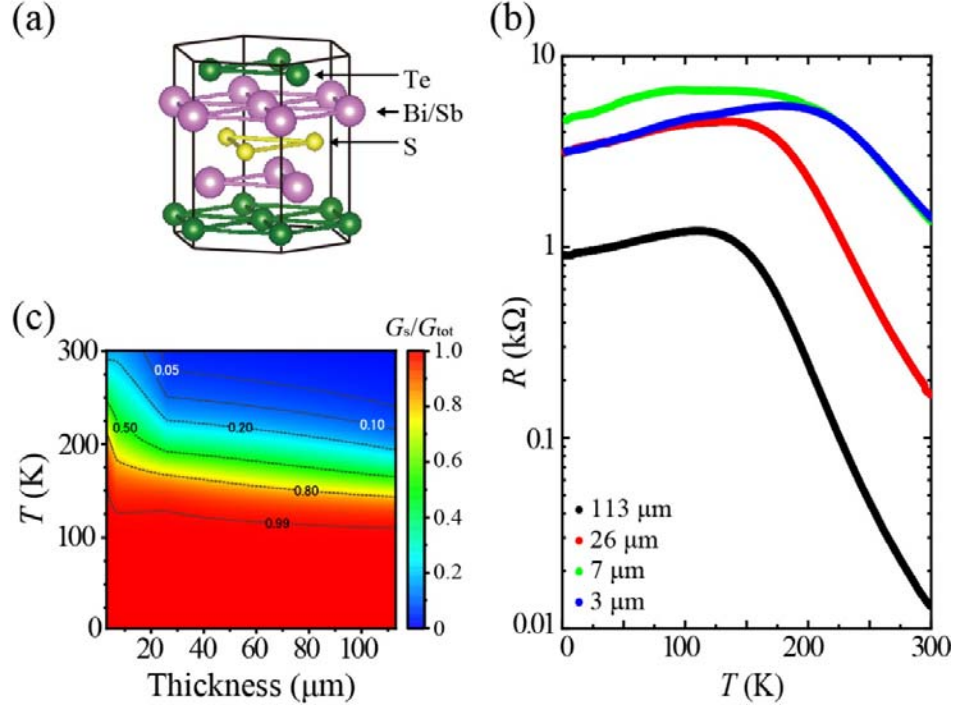 (a)
Te
Bi/Sb
S
(b)
10
1
0.1
0.01
R (kΩ)
113 μm
26 μm
7 μm
3 μm
0
100
200
300
T (K)
(c)
Gs/Gtot
300
200
100
0
T (K)
0.05
0.10
0.20
0.50
0.80
0.99
20
40
60
80
100
Thickness (μm)
1.0
0.8
0.6
0.4
0.2
0